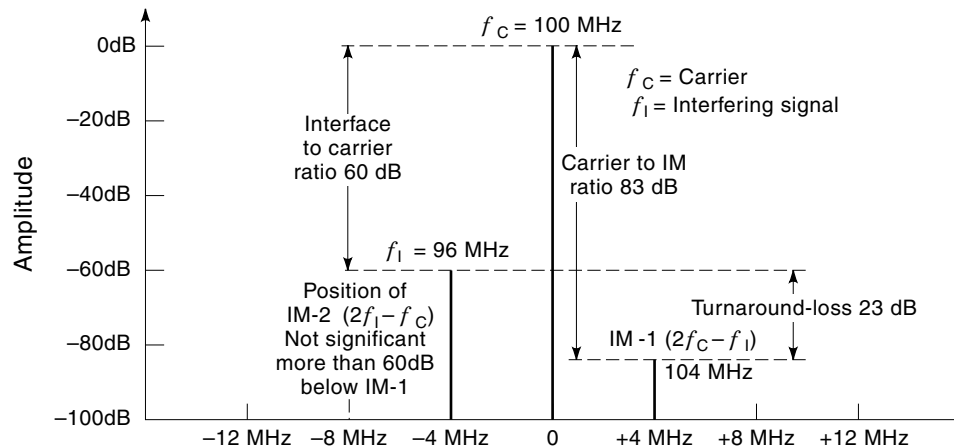 f C = 100 MHz
0dB
f C = Carrier
f I = Interfering signal
–20dB
Interface
to carrier
ratio 60 dB
Carrier to IM
ratio 83 dB
–40dB
Amplitude
f I = 96 MHz
–60dB
Position of
IM-2 (2f I – f C)
Not significant
more than 60dB
below IM-1
Turnaround-loss 23 dB
IM -1 (2f C – f I)
–80dB
104 MHz
–100dB
–12 MHz –8 MHz –4 MHz 0 +4 MHz +8 MHz +12 MHz